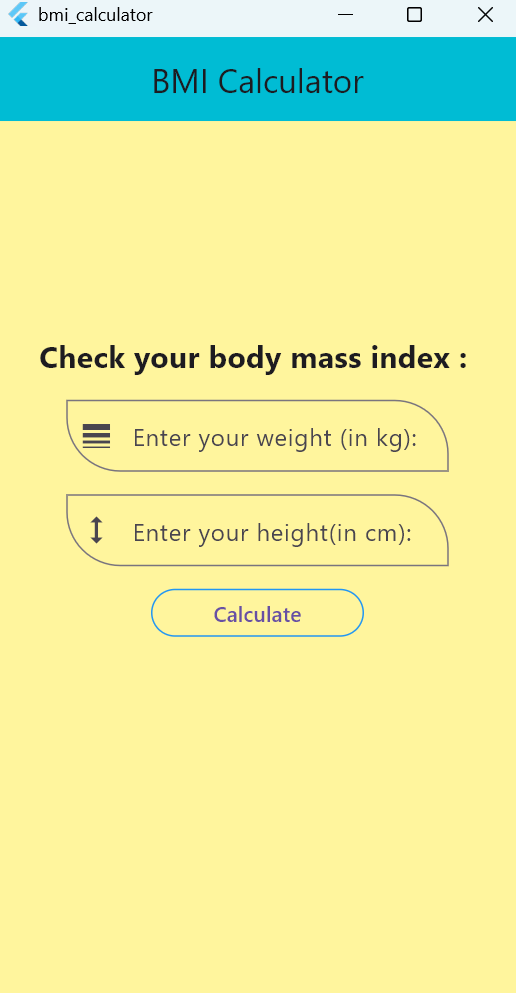 bmi_calculator
BMI Calculator
Check your body mass index :
Enter your weight (in kg):
Enter your height(in cm):
Calculate